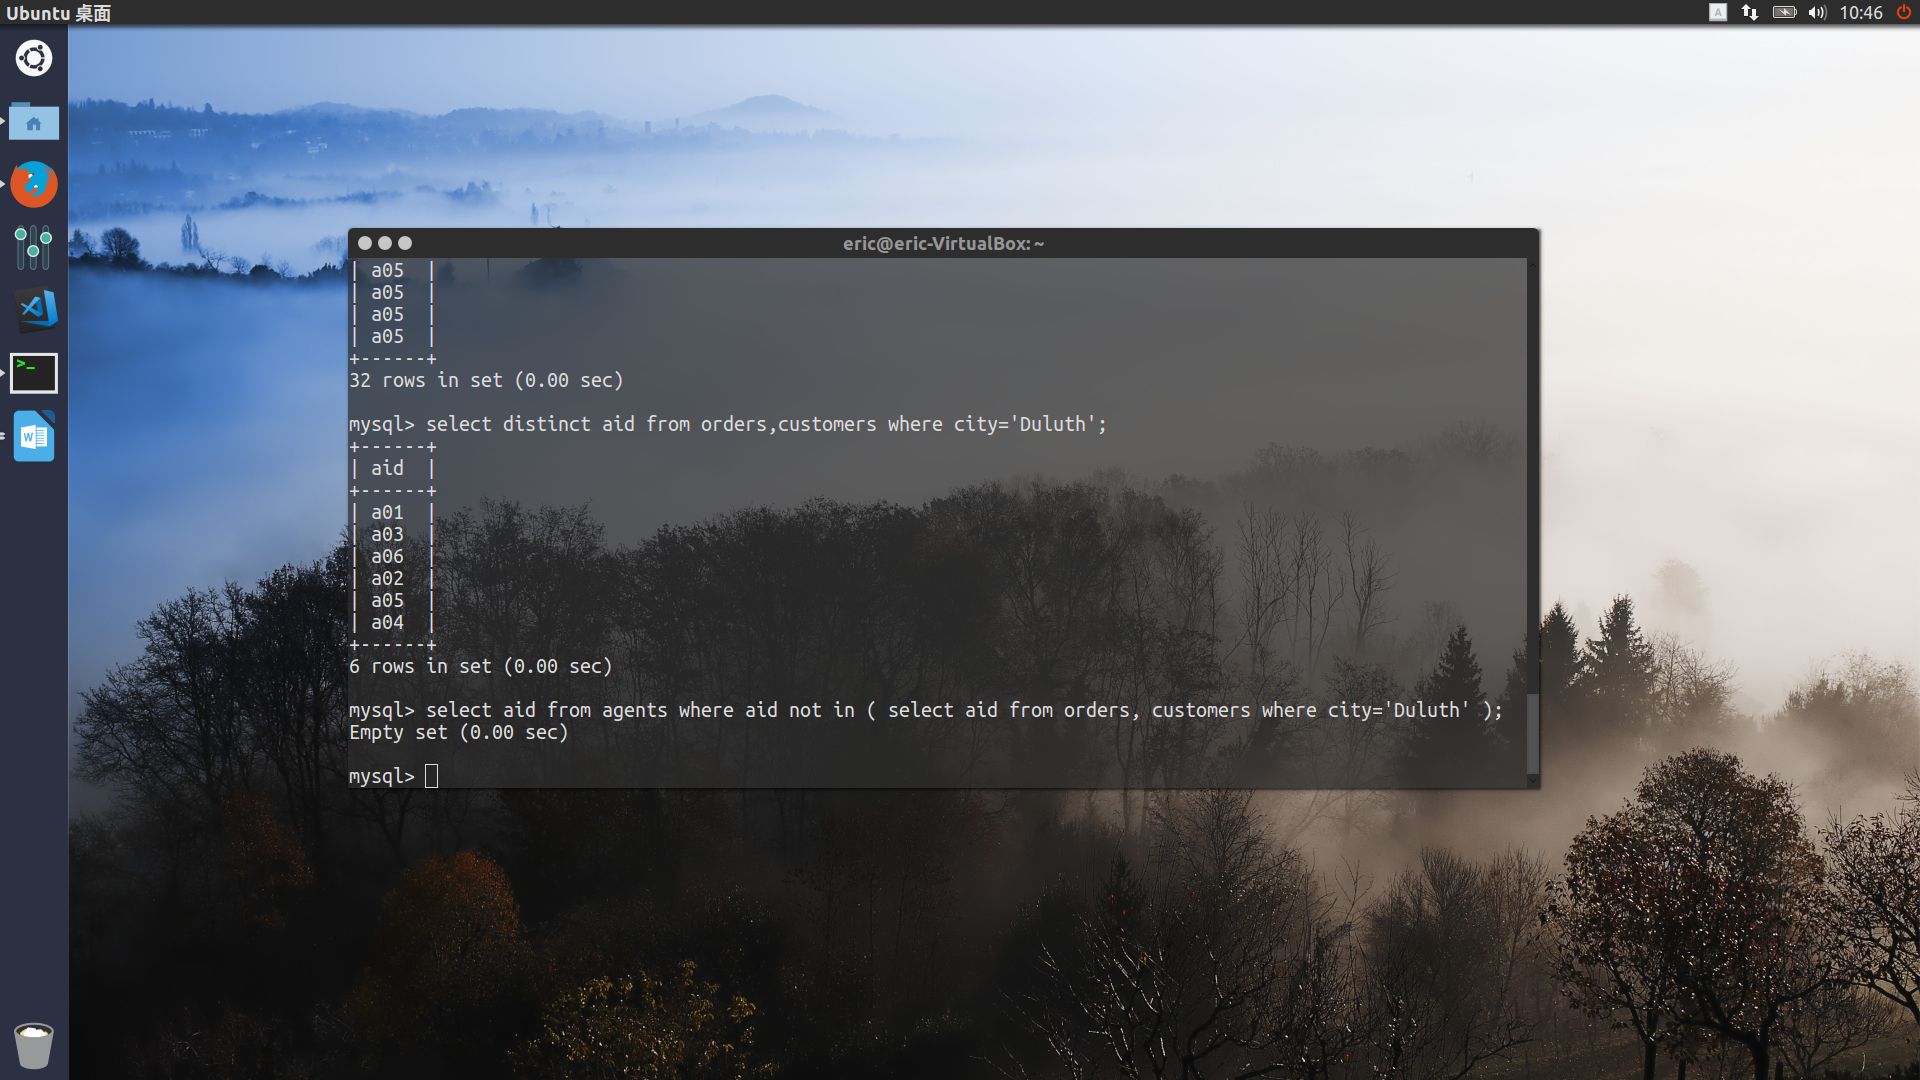 Ubuntu 桌面
A
10:46
eric@eric-VirtualBox: ~
| a05  |
| a05  |
| a05  |
| a05  |
+------+
32 rows in set (0.00 sec)
mysql> select distinct aid from orders,customers where city='Duluth';
+------+
| aid  |
+------+
| a01  |
| a03  |
| a06  |
| a02  |
| a05  |
| a04  |
+------+
6 rows in set (0.00 sec)
mysql> select aid from agents where aid not in ( select aid from orders, customers where city='Duluth' );
Empty set (0.00 sec)
mysql>
>_
W